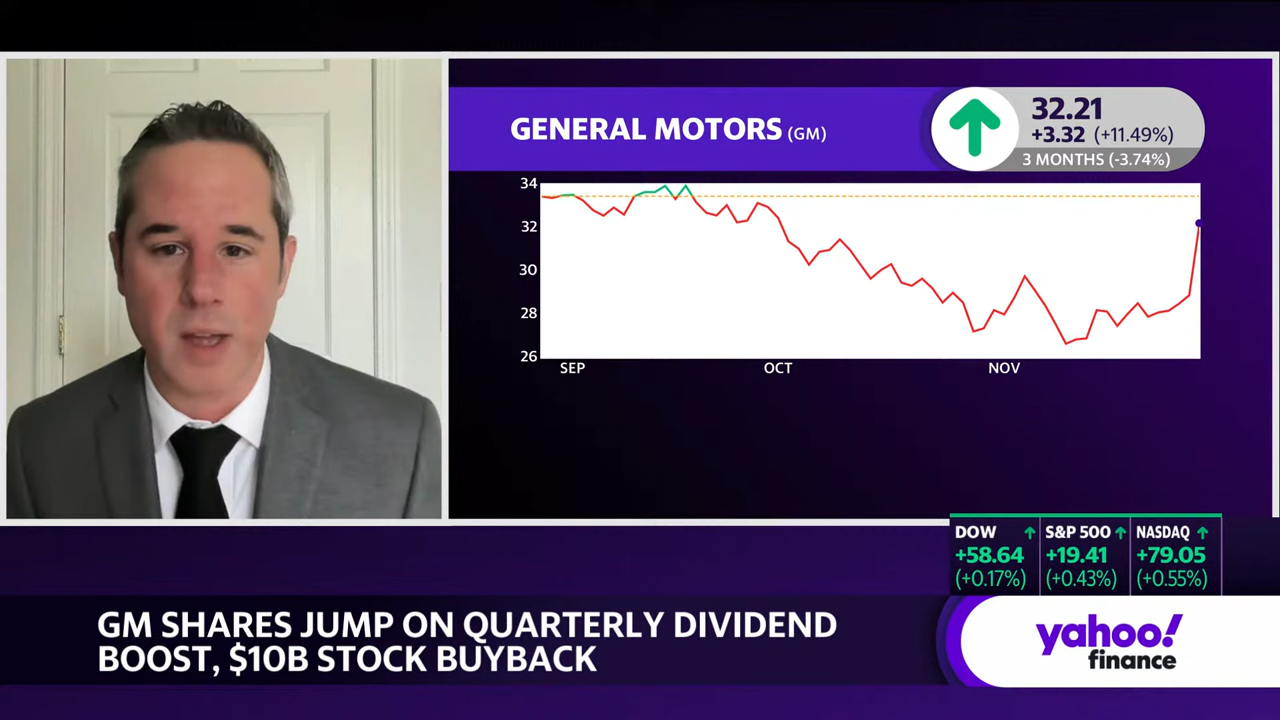 GENERAL MOTORS (GM)
32.21
+3.32 (+11.49%)
3 MONTHS (-3.74%)
34
32
30
28
26
SEP OCT NOV
DOW S&P 500 NASDAQ
+58.64 +19.41 +79.05
(+0.17%) (+0.43%) (+0.55%)
GM SHARES JUMP ON QUARTERLY DIVIDEND
BOOST, $10B STOCK BUYBACK
yahoo!
finance